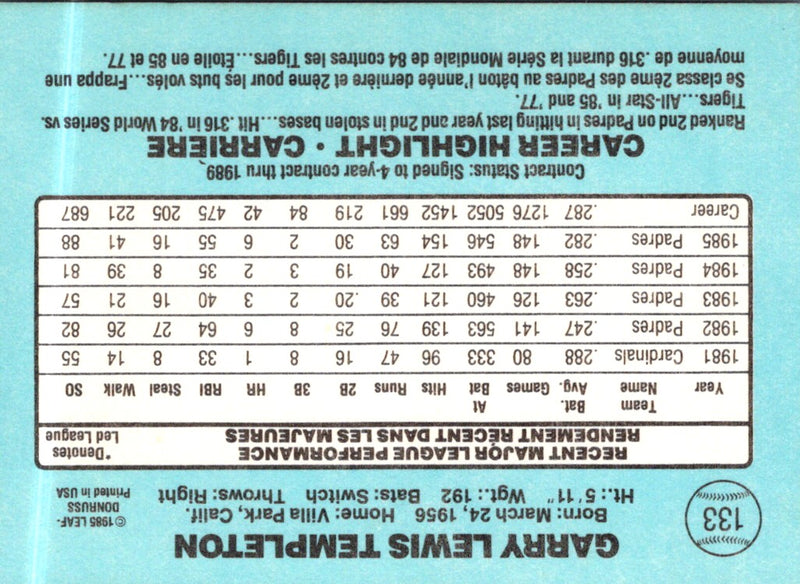 133
GARRY LEWIS TEMPLETON
Born: March 24, 1956 Home: Villa Park, Calif.
Ht.: 5'11" Wgt.: 192 Bats: Switch Throws: Right
©1985 LEAF-
DONRUSS
Printed in USA
RECENT MAJOR LEAGUE PERFORMANCE
RENDEMENT RÉCENT DANS LES MAJEURES
*Denotes
Led League
Year Team Name Bat. Avg. Games At Bat Hits Runs 2B 3B HR RBI Steal Walk SO
1981 Cardinals .288 80 333 96 47 16 8 1 33 8 14 55
1982 Padres .247 141 563 139 76 25 8 6 64 27 26 82
1983 Padres .263 126 460 121 39 .20 2 3 40 16 21 57
1984 Padres .258 148 493 127 40 19 3 2 35 8 39 81
1985 Padres .282 148 546 154 63 30 2 6 55 16 41 88
Career .287 1276 5052 1452 661 219 84 42 475 205 221 687
Contract Status: Signed to 4-year contract thru 1989
CAREER HIGHLIGHT • CARRIERE
Ranked 2nd on Padres in hitting last year and 2nd in stolen bases...Hit .316 in '84 World Series vs.
Tigers...All-Star in '85 and '77.
Se classa 2ème des Padres au bâton l'année dernière et 2ème pour les buts volés...Frappa une
moyenne de .316 durant la Série Mondiale de 84 contres les Tigers...Étoile en 85 et 77.